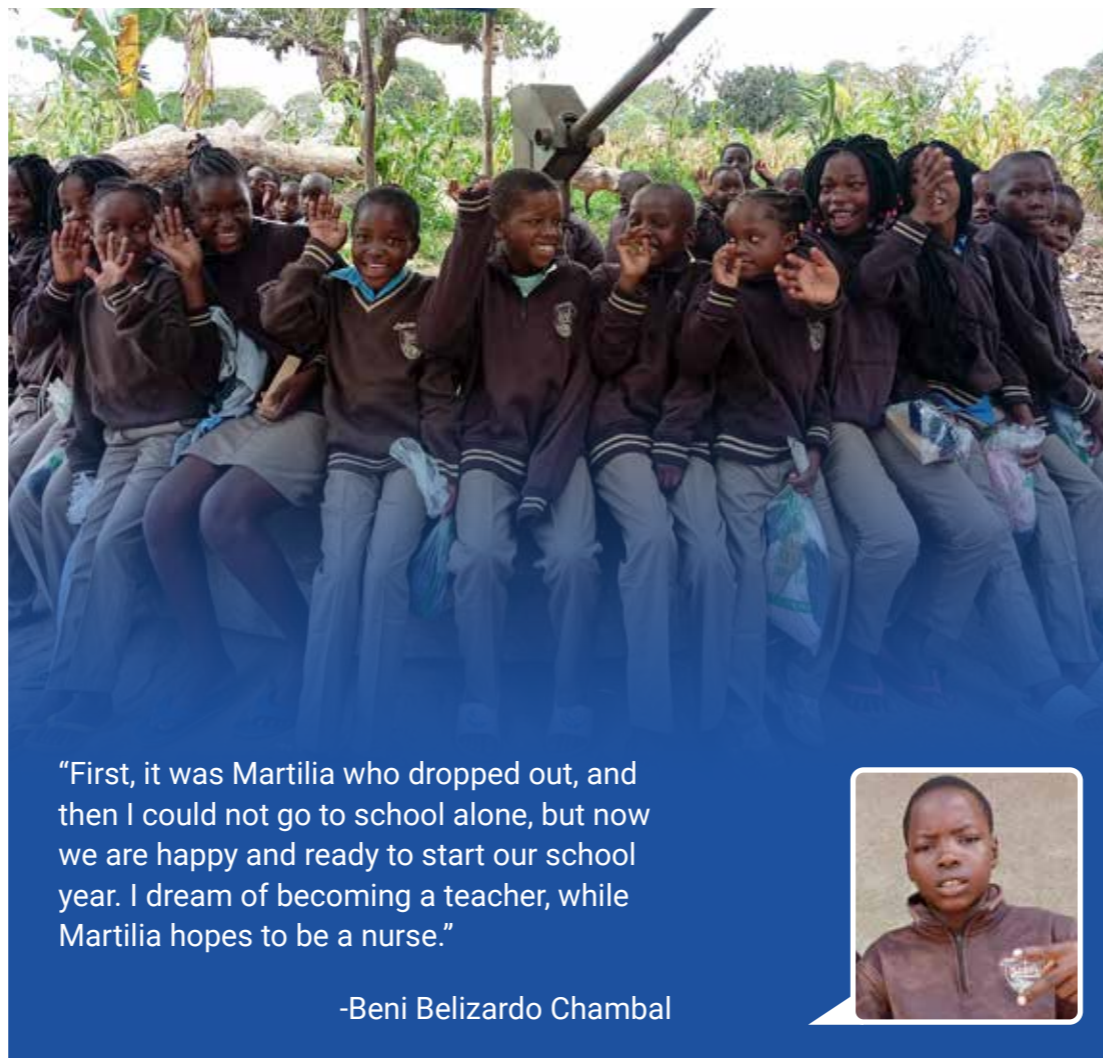 “First, it was Martilia who dropped out, and
then I could not go to school alone, but now
we are happy and ready to start our school
year. I dream of becoming a teacher, while
Martilia hopes to be a nurse.”
-Beni Belizardo Chambal